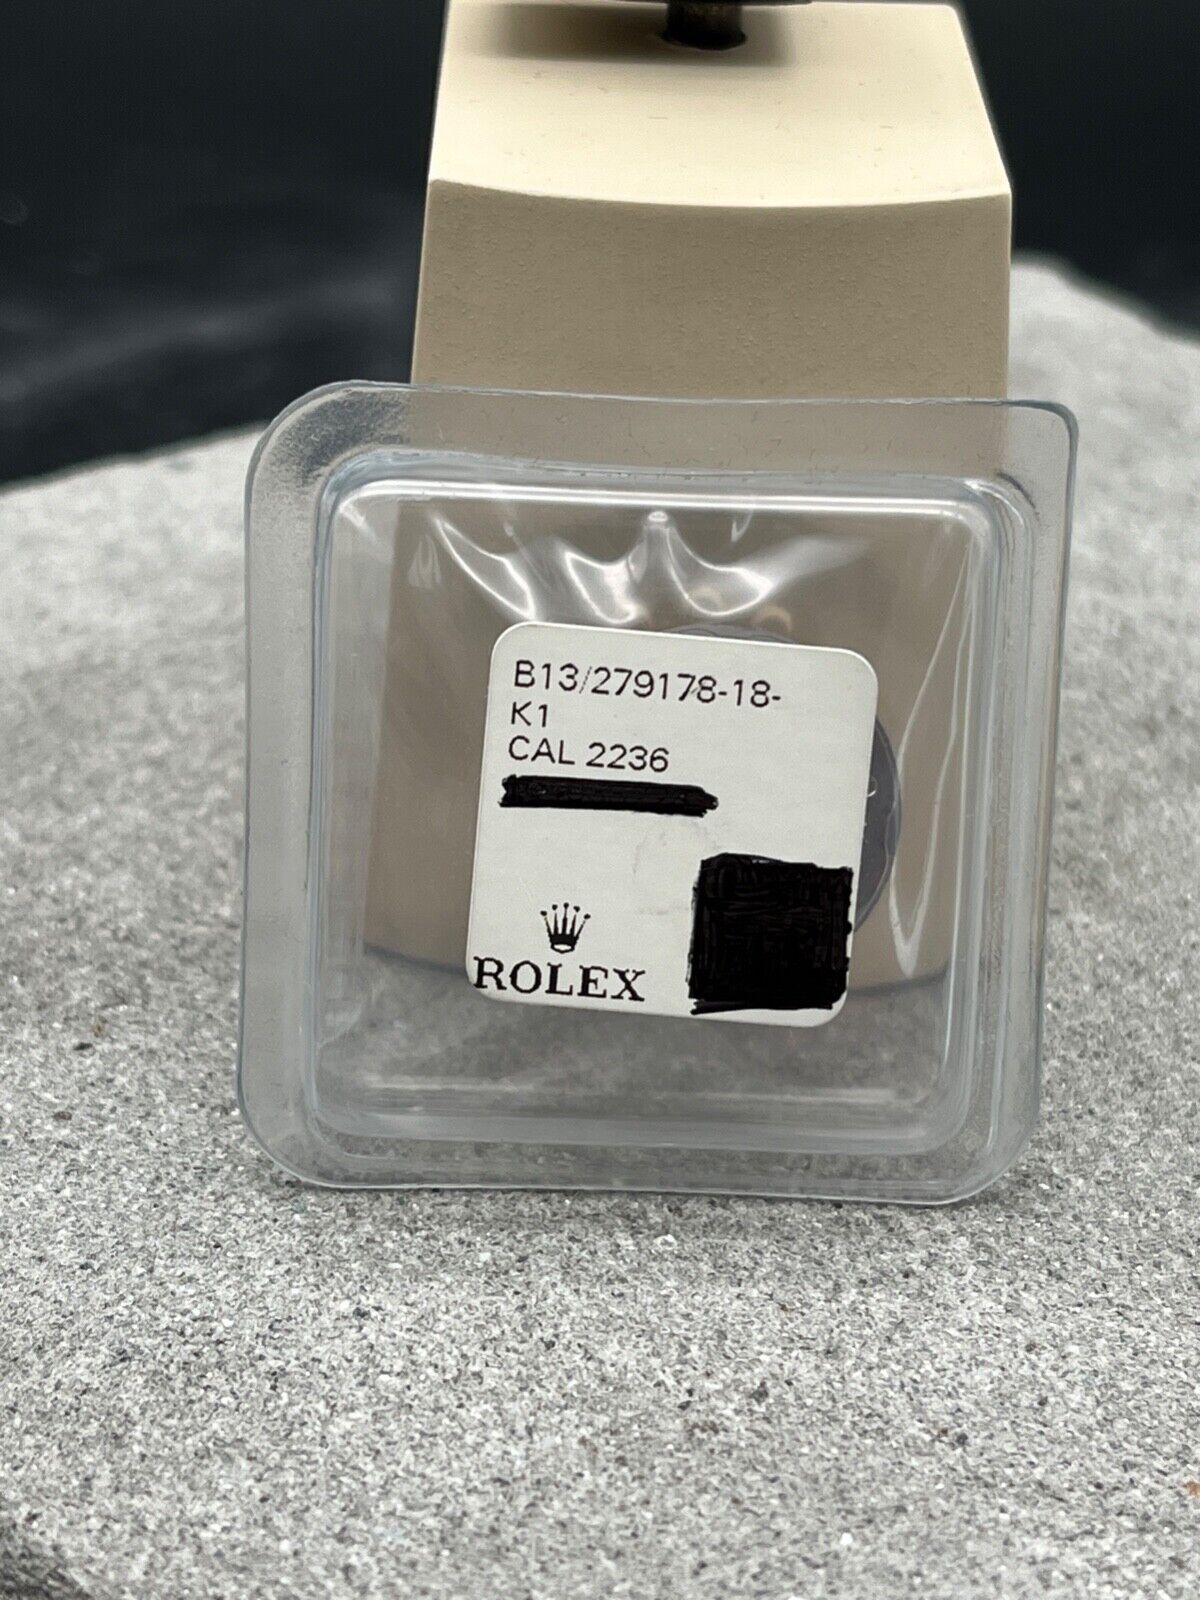 B13/279178-18-
K1
CAL 2236
ROLEX